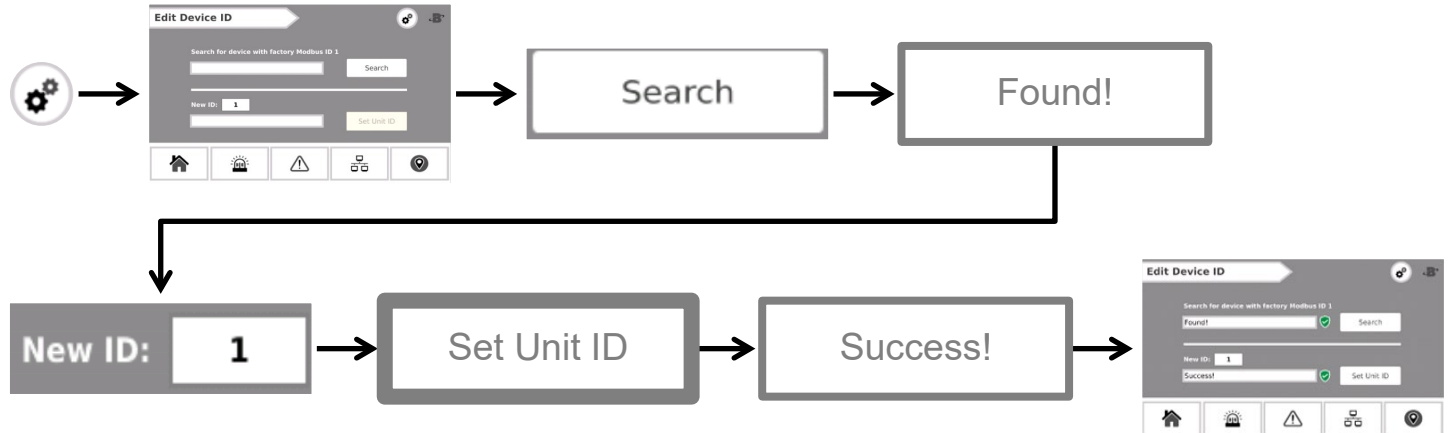 Edit Device ID
B
Search for device with factory Modbus ID 1
Search
New ID: 1
Set Unit ID
Search
Found!
New ID: 1
Set Unit ID
Success!
Edit Device ID
B
Search for device with factory Modbus ID 1
Found! Search
New ID: 1
Success! Set Unit ID